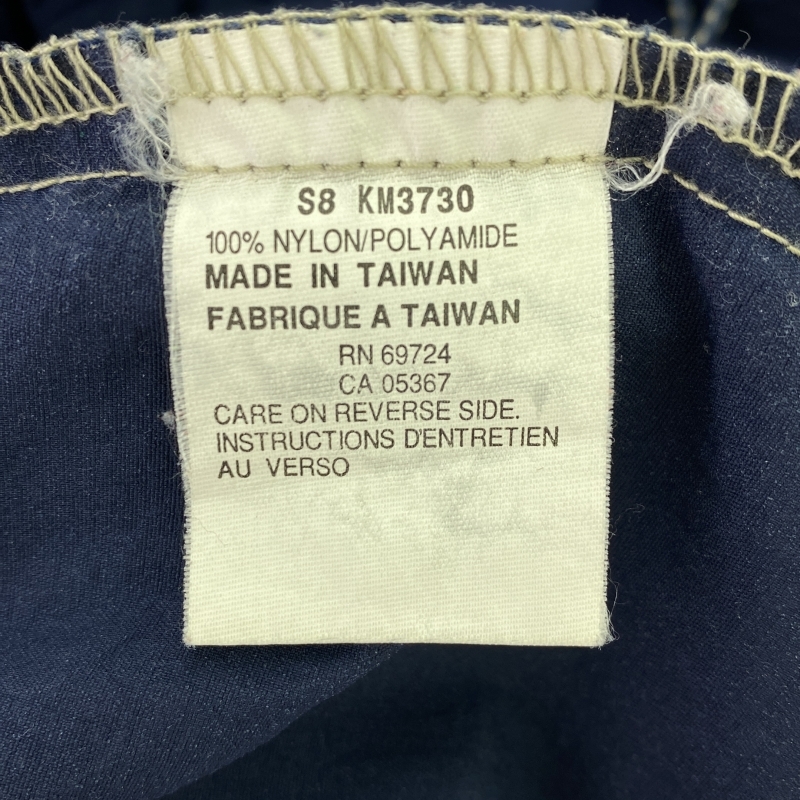 S8 KM3730
100% NYLON/POLYAMIDE
MADE IN TAIWAN
FABRIQUE A TAIWAN
RN 69724
CA 05367
CARE ON REVERSE SIDE.
INSTRUCTIONS D'ENTRETIEN
AU VERSO